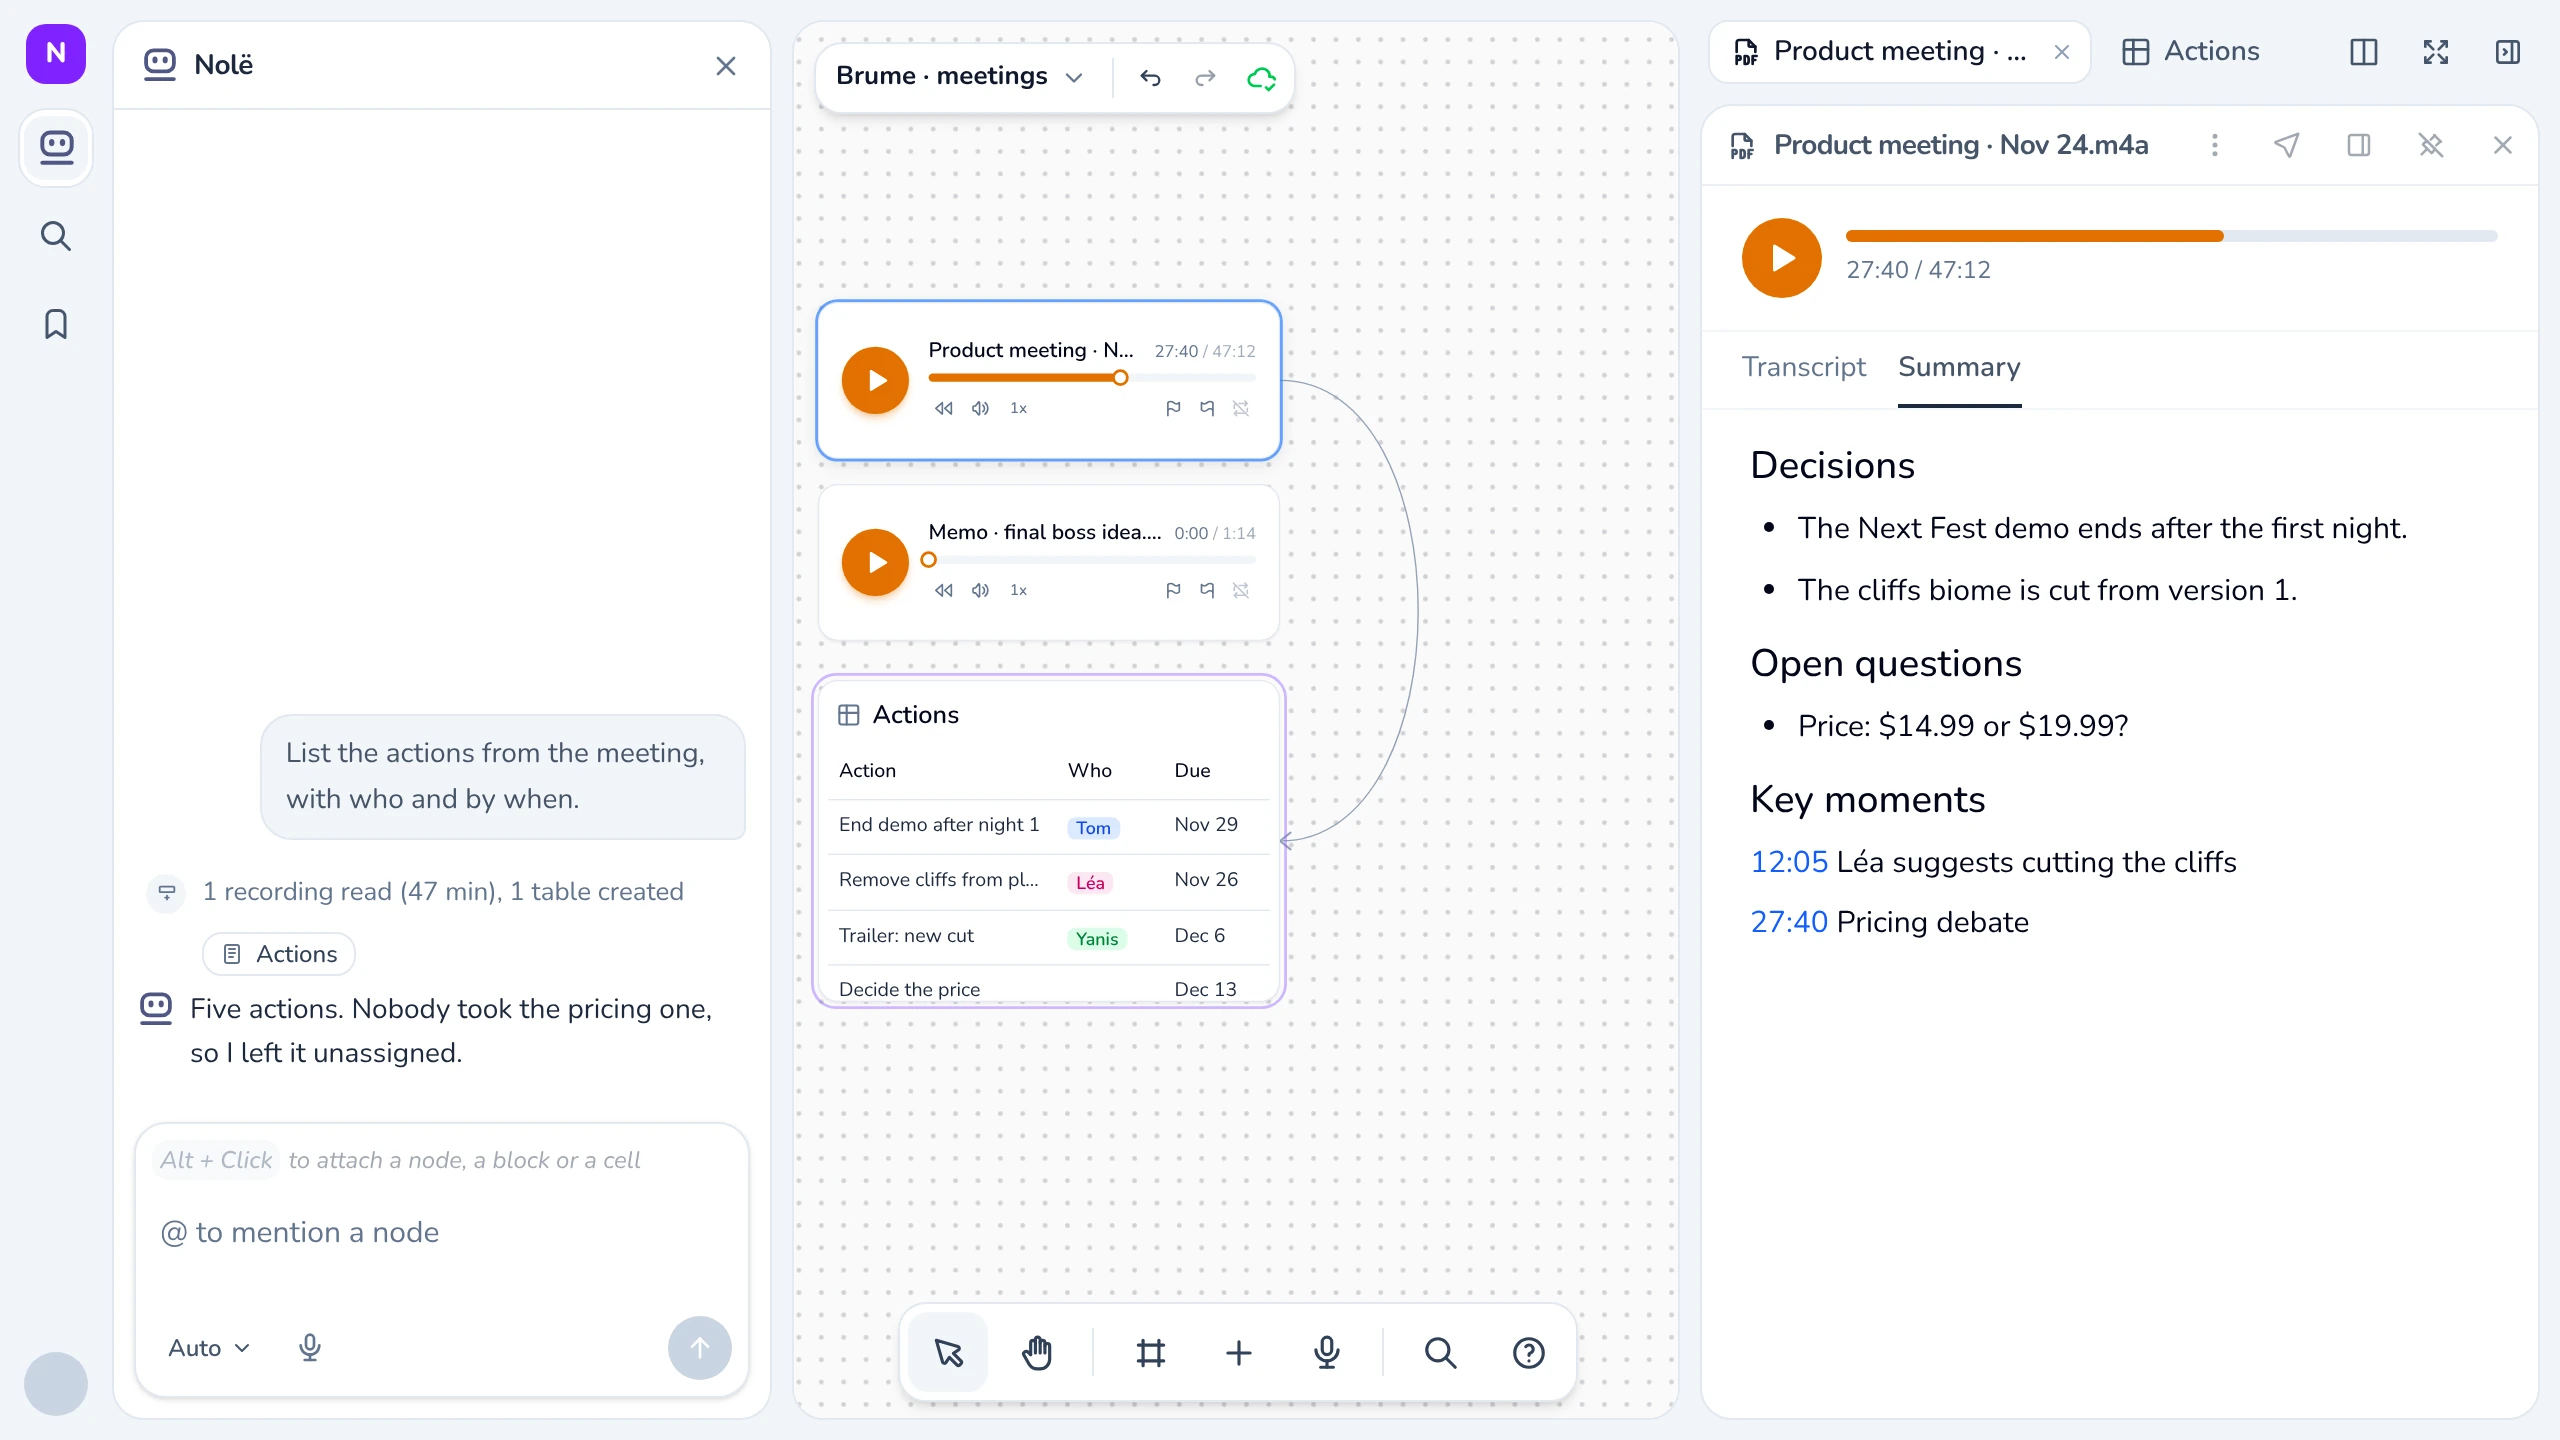 N
Nolë
List the actions from the meeting,
with who and by when.
1 recording read (47 min), 1 table created
Actions
Five actions. Nobody took the pricing one,
so I left it unassigned.
Alt + Click to attach a node, a block or a cell
@ to mention a node
Auto
Brume · meetings
Product meeting · N... 27:40 / 47:12
1x
Memo · final boss idea.... 0:00 / 1:14
1x
Actions
Action Who Due
End demo after night 1 Tom Nov 29
Remove cliffs from pl... Léa Nov 26
Trailer: new cut Yanis Dec 6
Decide the price Dec 13
PDF Product meeting · ... Actions
PDF Product meeting · Nov 24.m4a
27:40 / 47:12
Transcript Summary
Decisions
• The Next Fest demo ends after the first night.
• The cliffs biome is cut from version 1.
Open questions
• Price: $14.99 or $19.99?
Key moments
12:05 Léa suggests cutting the cliffs
27:40 Pricing debate